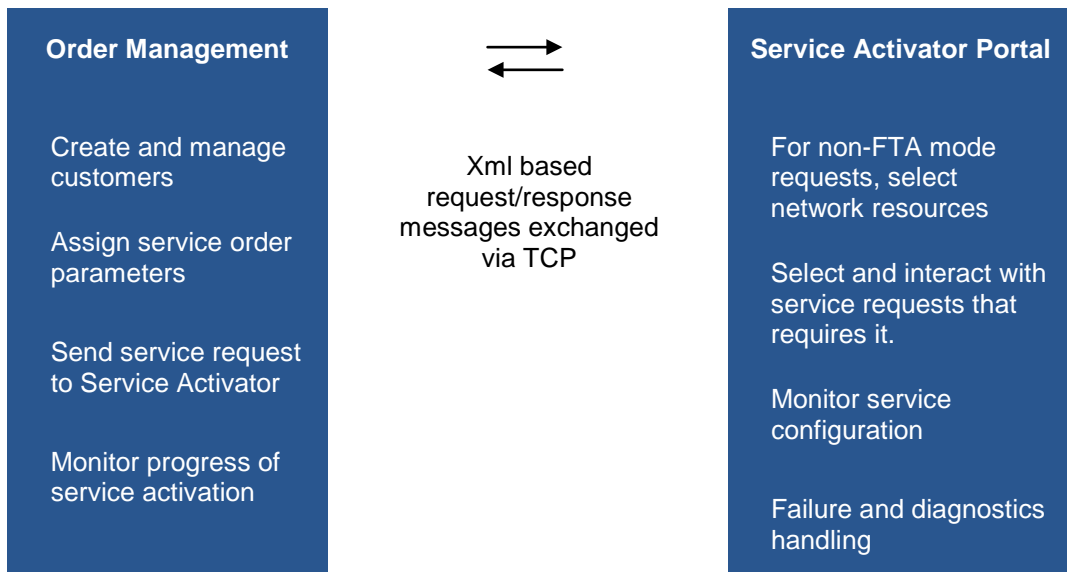 Order Management
Create and manage
customers
Assign service order
parameters
Send service request
to Service Activator
Monitor progress of
service activation
Xml based
request/response
messages exchanged
via TCP
Service Activator Portal
For non-FTA mode
requests, select
network resources
Select and interact with
service requests that
requires it.
Monitor service
configuration
Failure and diagnostics
handling